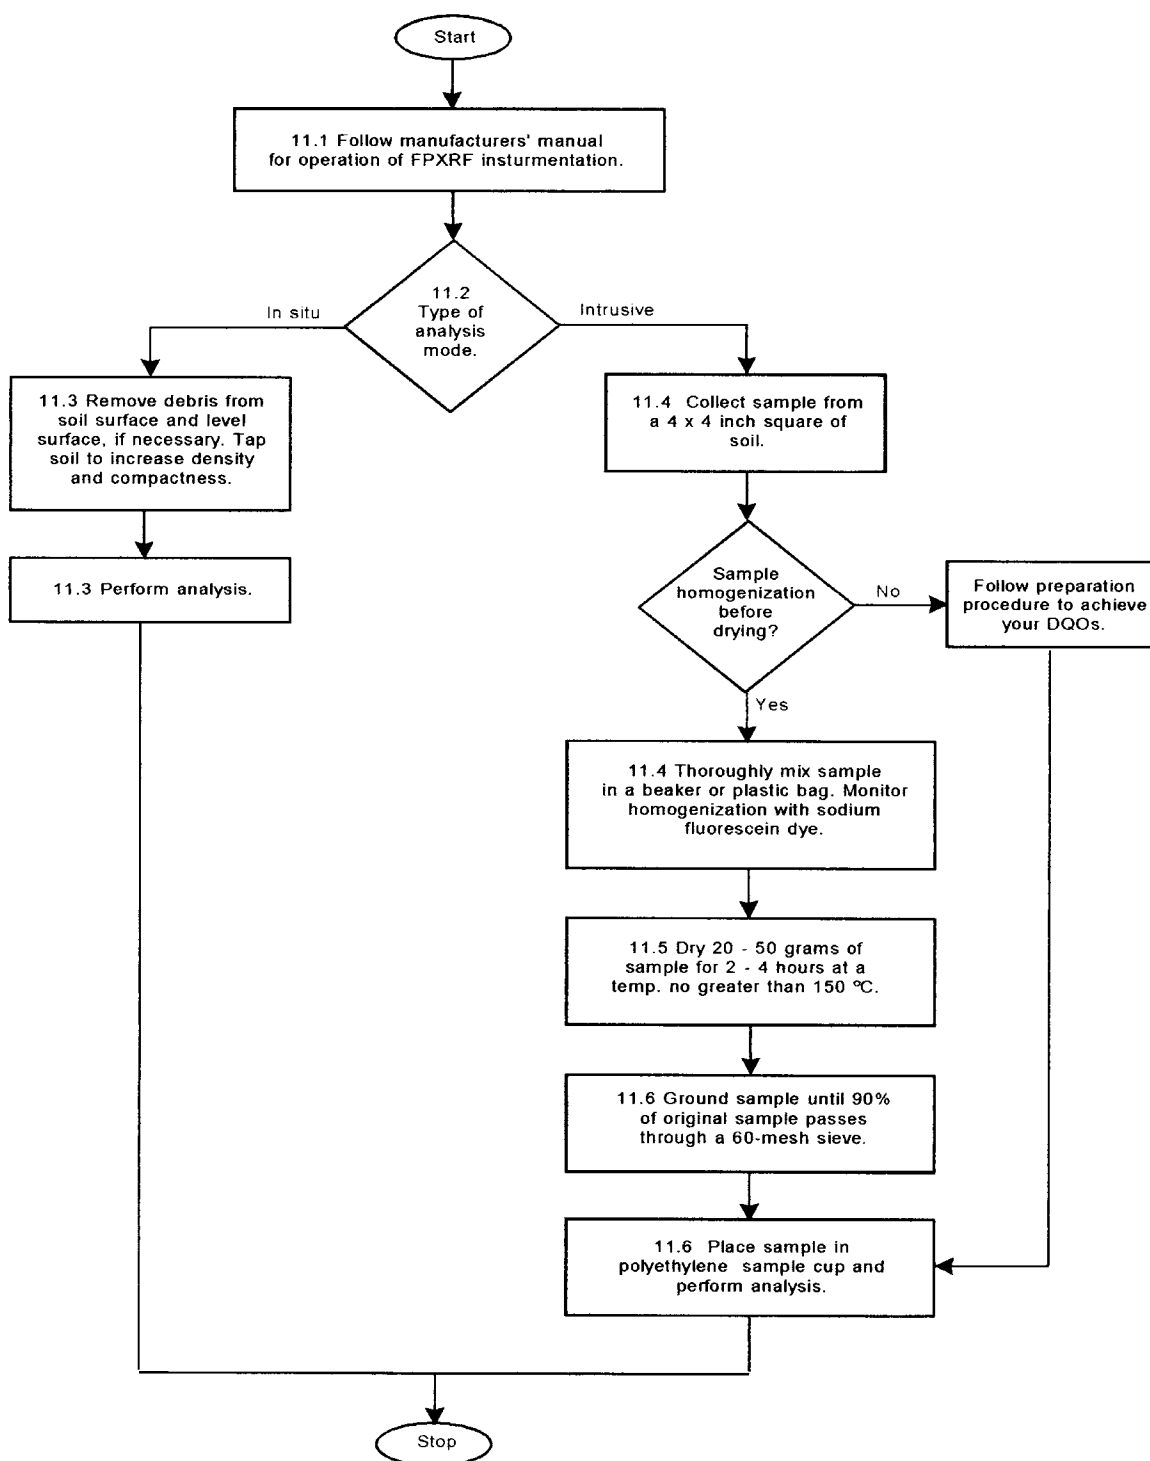 Start
11.1 Follow manufacturers' manual
for operation of FPXRF insturmentation.
11.2
Type of
analysis
mode.
In situ
Intrusive
11.3 Remove debris from
soil surface and level
surface, if necessary. Tap
soil to increase density
and compactness.
11.3 Perform analysis.
11.4 Collect sample from
a 4 x 4 inch square of
soil.
Sample
homogenization
before
drying?
No
Follow preparation
procedure to achieve
your DQOs.
Yes
11.4 Thoroughly mix sample
in a beaker or plastic bag. Monitor
homogenization with sodium
fluorescein dye.
11.5 Dry 20 - 50 grams of
sample for 2 - 4 hours at a
temp. no greater than 150 ºC.
11.6 Ground sample until 90%
of original sample passes
through a 60-mesh sieve.
11.6 Place sample in
polyethylene sample cup and
perform analysis.
Stop